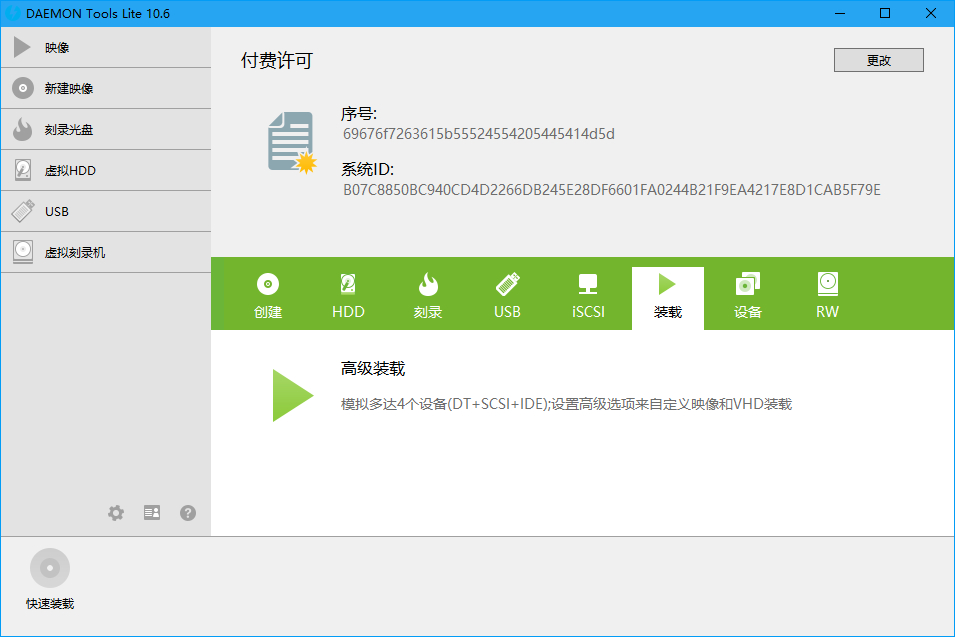 DAEMON Tools Lite 10.6
映像
新建映像
刻录光盘
虚拟HDD
USB
虚拟刻录机
付费许可
更改
序号:
69676f7263615b55524554205445414d5d
系统ID:
B07C8850BC940CD4D2266DB245E28DF6601FA0244B21F9EA4217E8D1CAB5F79E
创建
HDD
刻录
USB
iSCSI
装载
设备
RW
高级装载
模拟多达4个设备(DT+SCSI+IDE);设置高级选项来自定义映像和VHD装载
快速装载